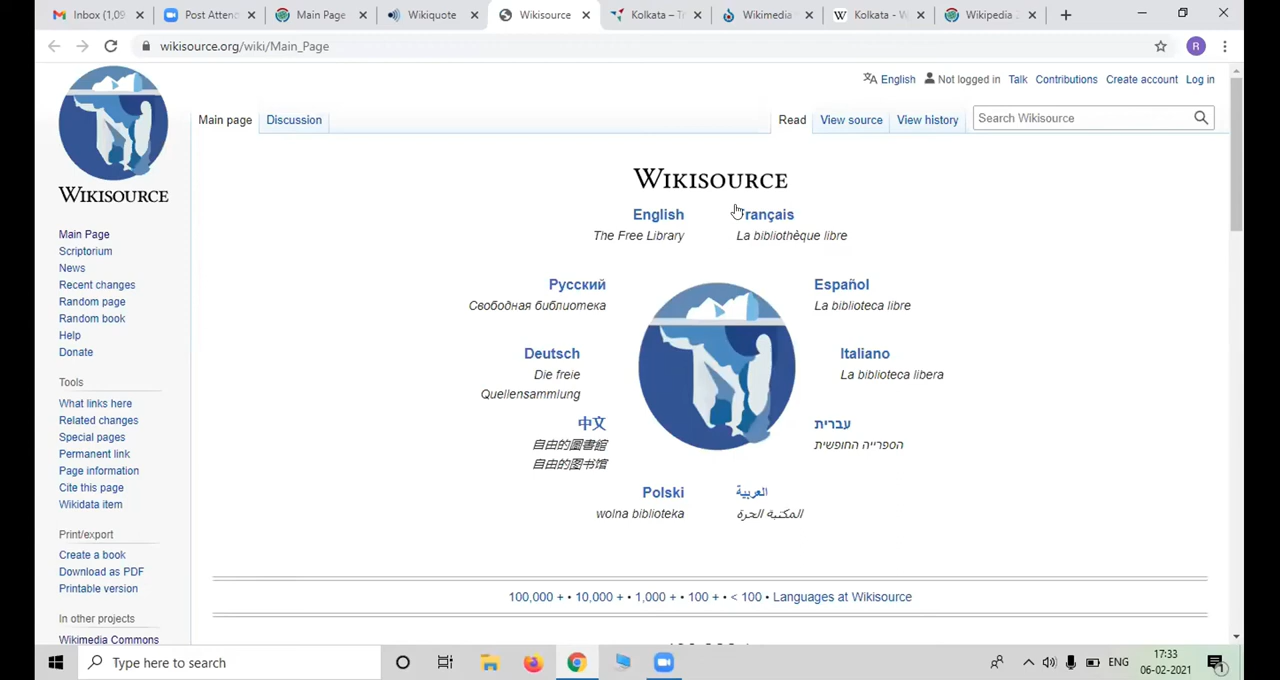 Inbox (1,09
Post Attend
Main Page
Wikiquote
Wikisource
Kolkata – Tr
Wikimedia
Kolkata - W
Wikipedia
wikisource.org/wiki/Main_Page
R
English
Not logged in
Talk
Contributions
Create account
Log in
Main page
Discussion
Read
View source
View history
Search Wikisource
WIKISOURCE
Main Page
Scriptorium
News
Recent changes
Random page
Random book
Help
Donate
Tools
What links here
Related changes
Special pages
Permanent link
Page information
Cite this page
Wikidata item
Print/export
Create a book
Download as PDF
Printable version
In other projects
Wikimedia Commons
WIKISOURCE
English
The Free Library
Français
La bibliothèque libre
Русский
Свободная библиотека
Español
La biblioteca libre
Deutsch
Die freie
Quellensammlung
Italiano
La biblioteca libera
中文
自由的圖書館
自由的图书馆
עברית
הספרייה החופשית
Polski
wolna biblioteka
العربية
المكتبة الحرة
100,000 + • 10,000 + • 1,000 + • 100 + • < 100 • Languages at Wikisource
Type here to search
ENG
17:33
06-02-2021
1